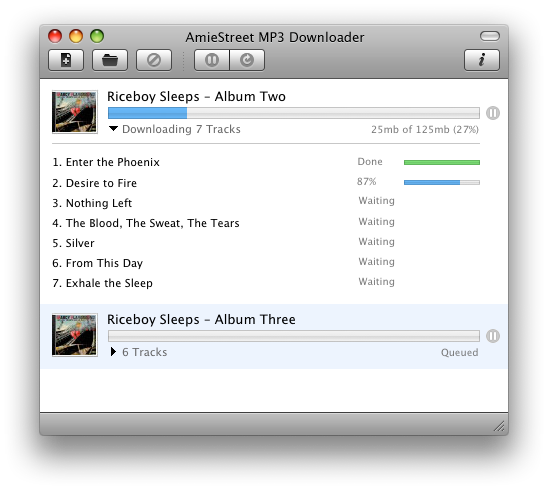 AmieStreet MP3 Downloader
Riceboy Sleeps – Album Two
Downloading 7 Tracks 25mb of 125mb (27%)
1. Enter the Phoenix Done
2. Desire to Fire 87%
3. Nothing Left Waiting
4. The Blood, The Sweat, The Tears Waiting
5. Silver Waiting
6. From This Day Waiting
7. Exhale the Sleep Waiting
Riceboy Sleeps – Album Three
6 Tracks Queued